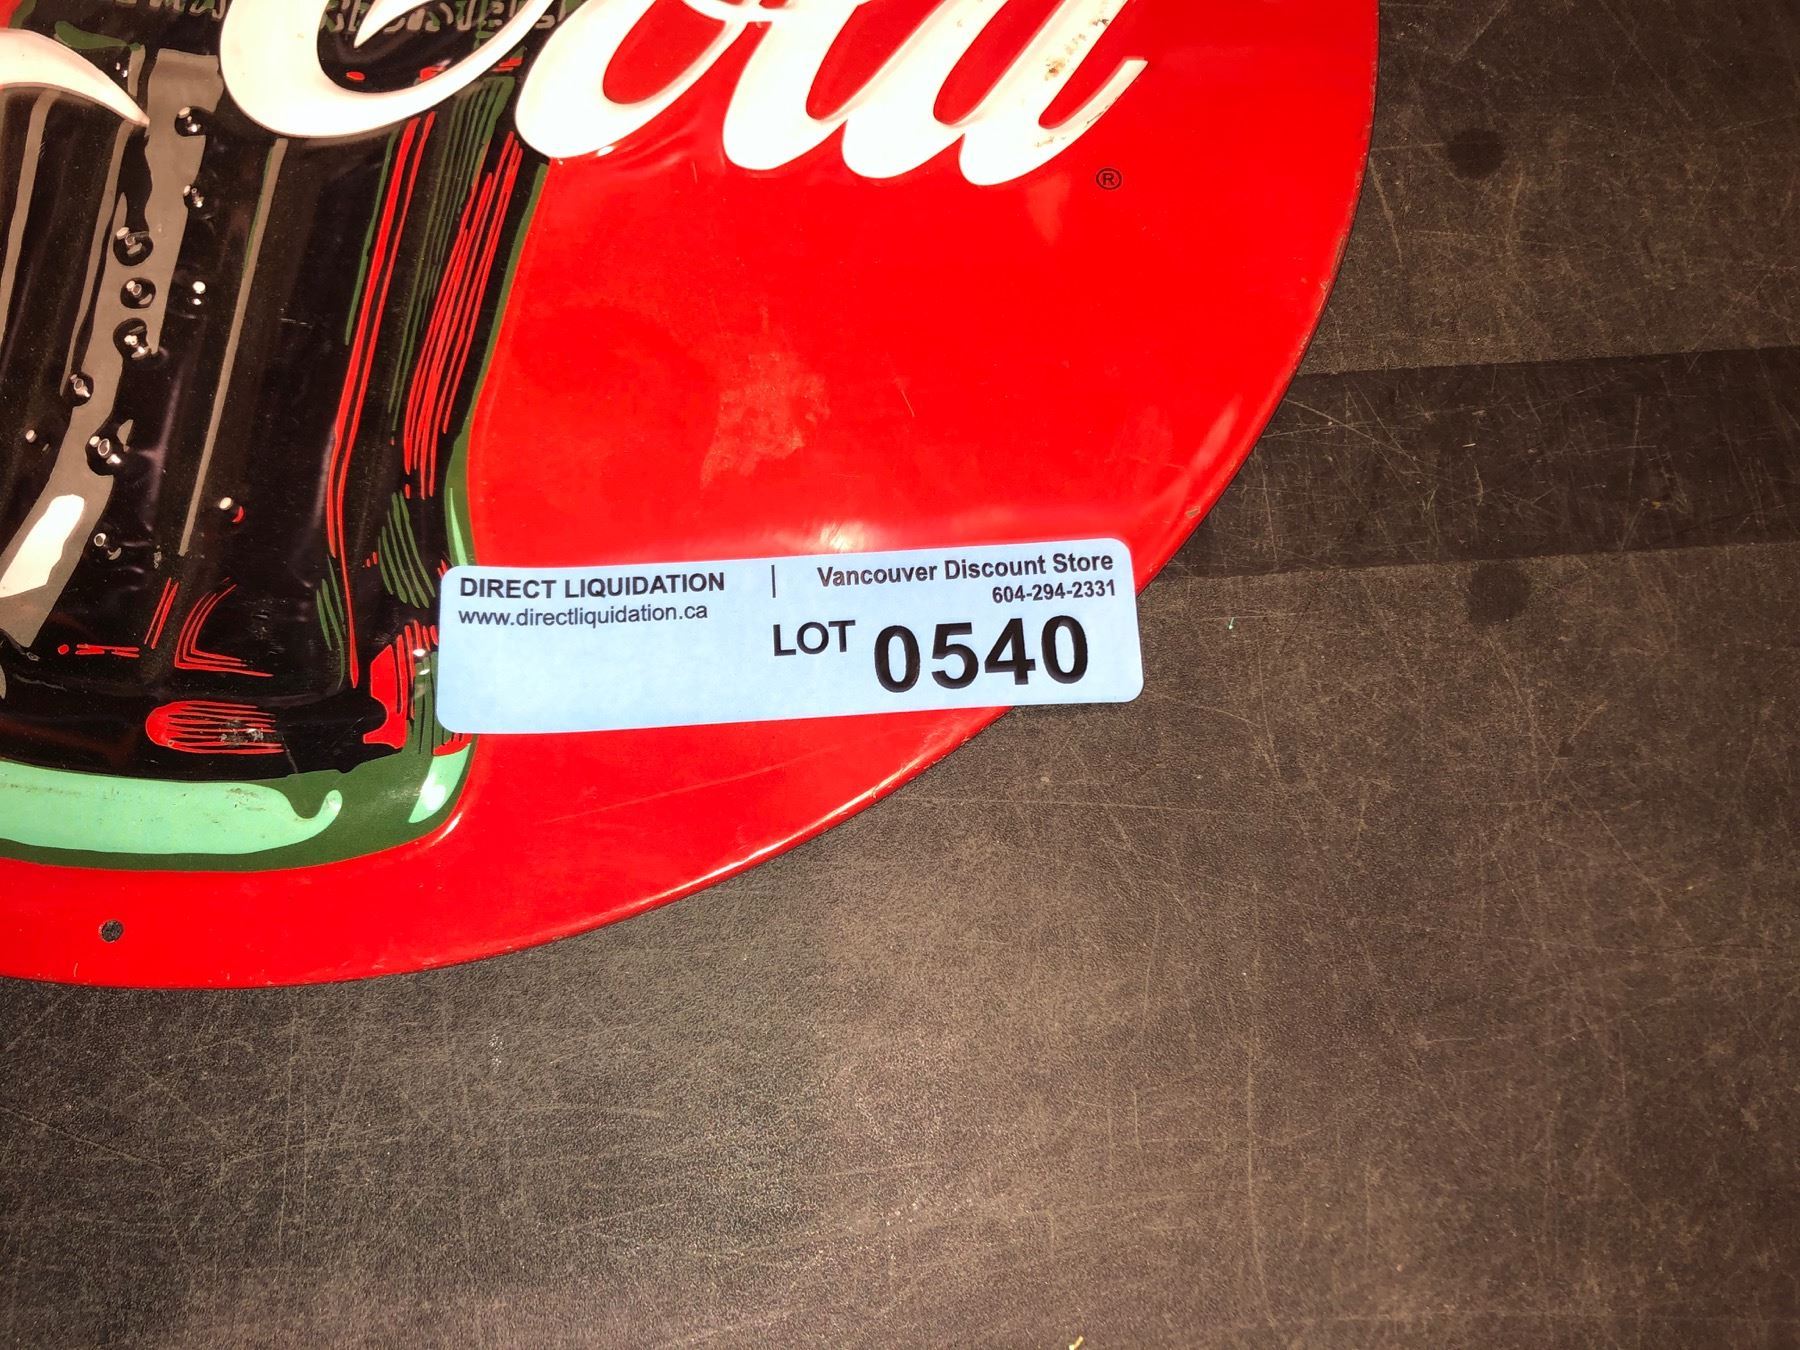 Cola
®
DIRECT LIQUIDATION | Vancouver Discount Store
www.directliquidation.ca 604-294-2331
LOT 0540